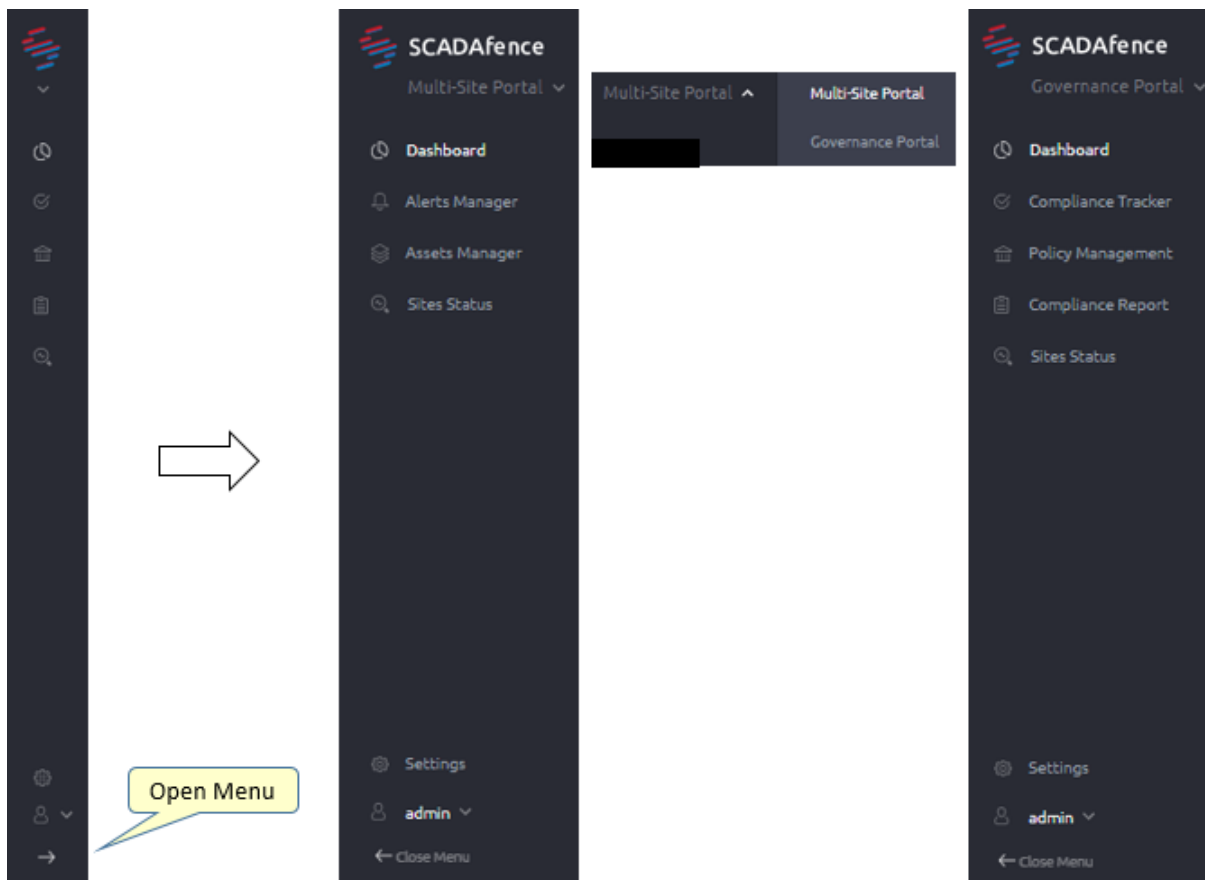 Open Menu
SCADAfence
Multi-Site Portal
Dashboard
Alerts Manager
Assets Manager
Sites Status
Settings
admin
Close Menu
Multi-Site Portal
Multi-Site Portal
Governance Portal
SCADAfence
Governance Portal
Dashboard
Compliance Tracker
Policy Management
Compliance Report
Sites Status
Settings
admin
Close Menu